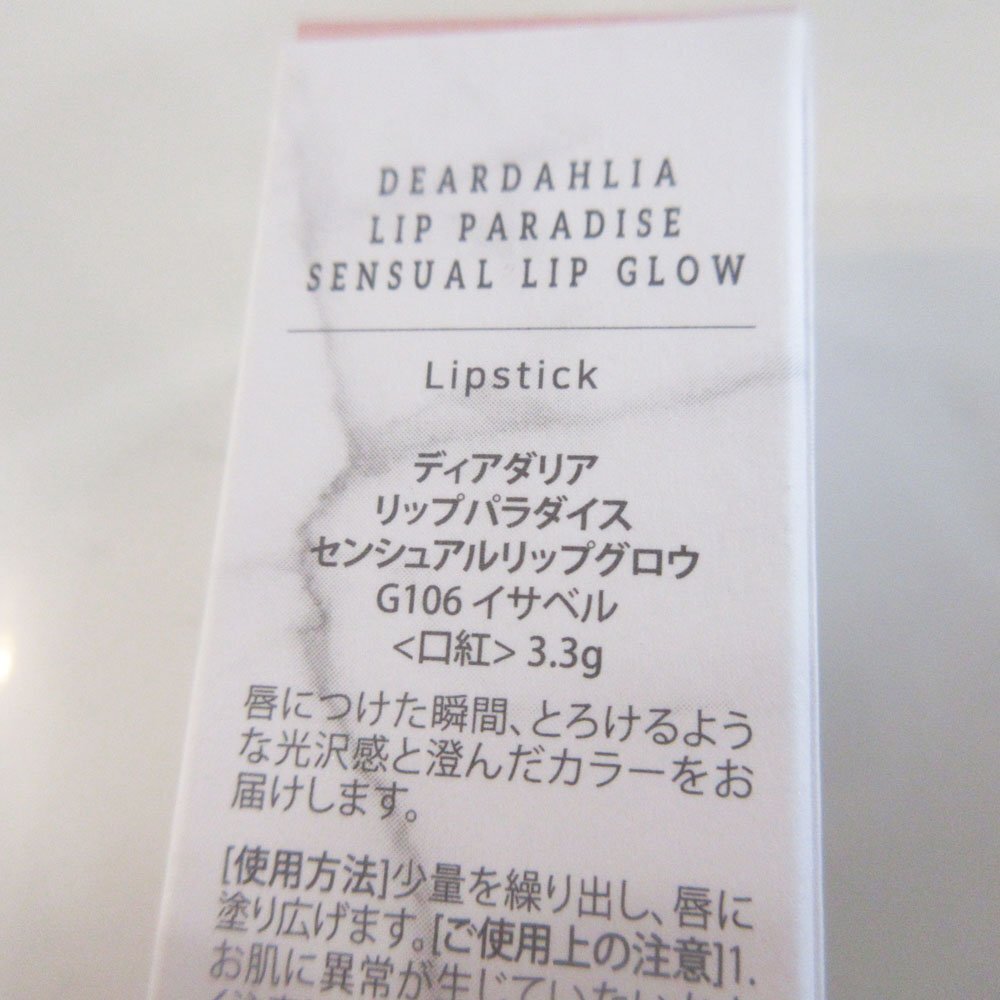 DEARDAHLIA
LIP PARADISE
SENSUAL LIP GLOW
Lipstick
ディアダリア
リップパラダイス
センシュアルリップグロウ
G106 イサベル
<口紅> 3.3g
唇につけた瞬間、とろけるよう
な光沢感と澄んだカラーをお
届けします。
[使用方法]少量を繰り出し、唇に
塗り広げます。[ご使用上の注意]1.
お肌に異常が生じていないか